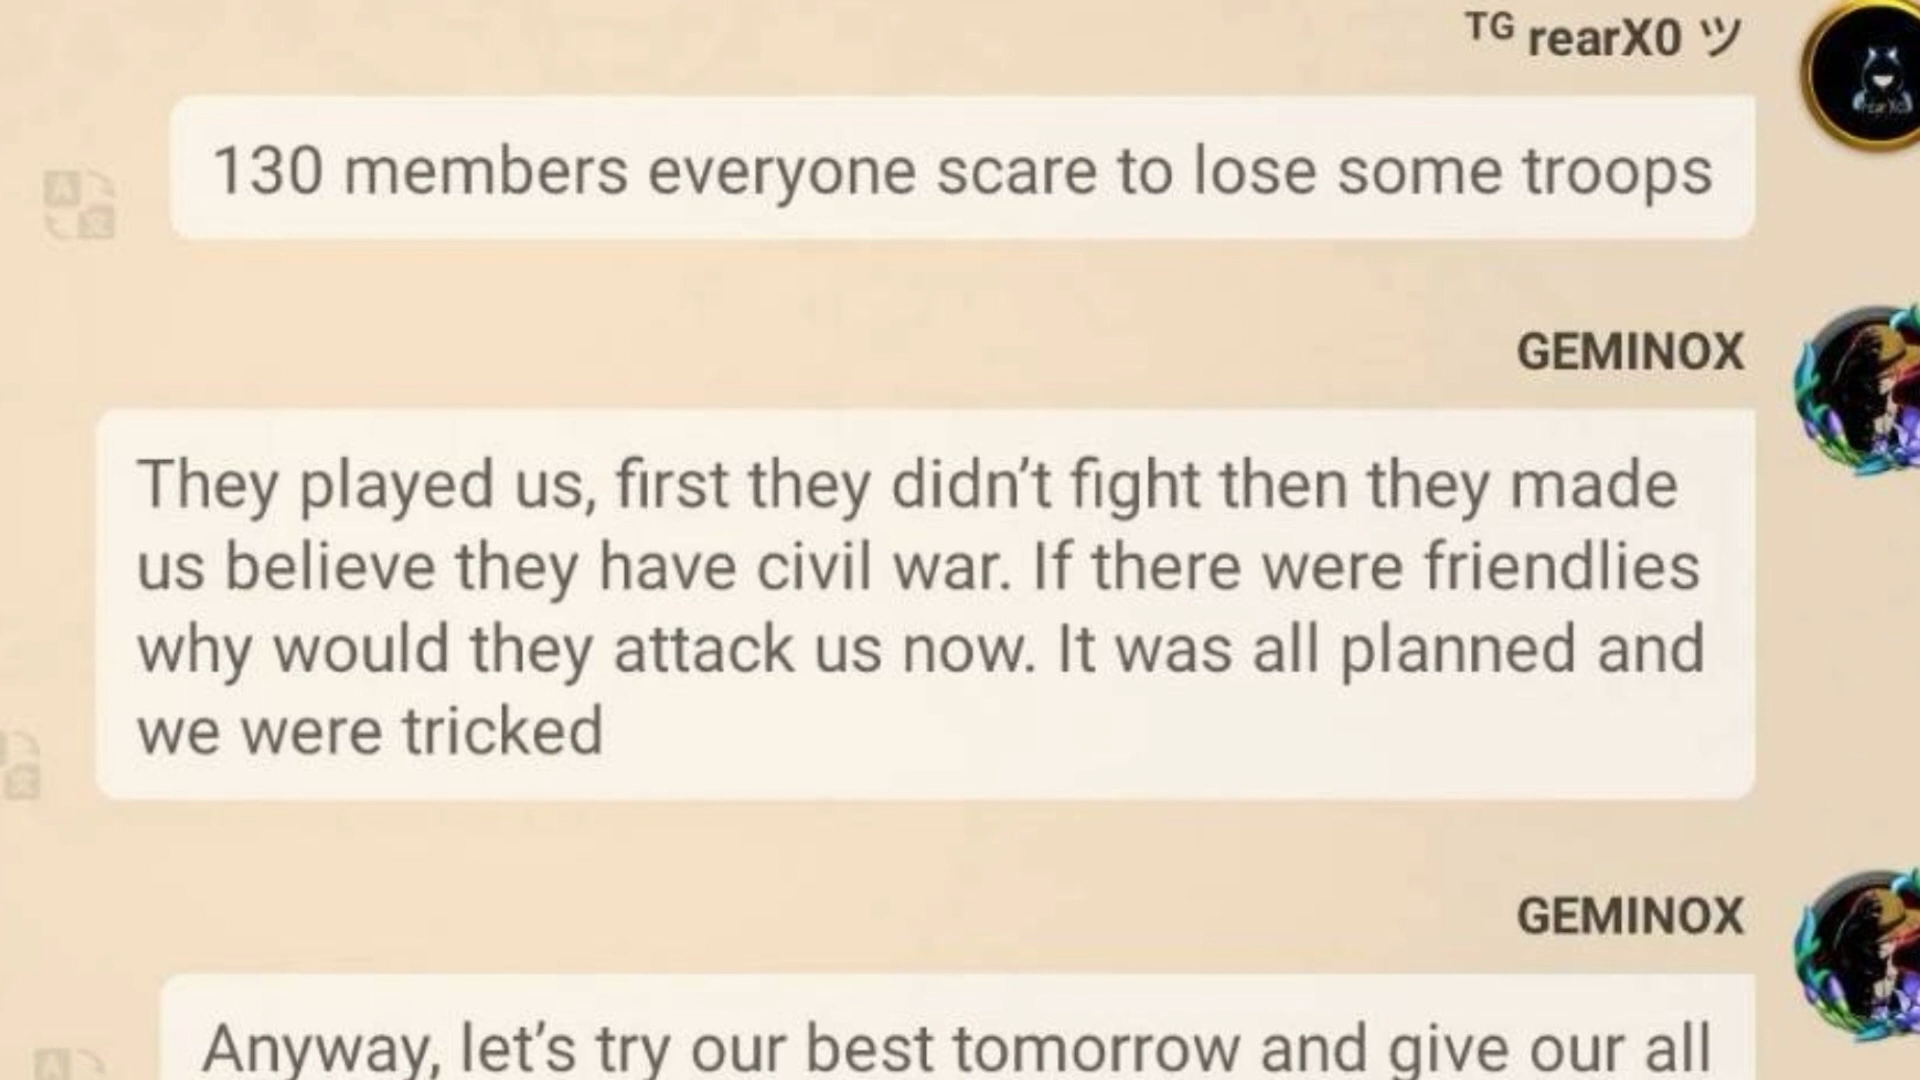 TG rearX0 ツ
130 members everyone scare to lose some troops
GEMINOX
They played us, first they didn’t fight then they made
us believe they have civil war. If there were friendlies
why would they attack us now. It was all planned and
we were tricked
GEMINOX
Anyway, let’s try our best tomorrow and give our all